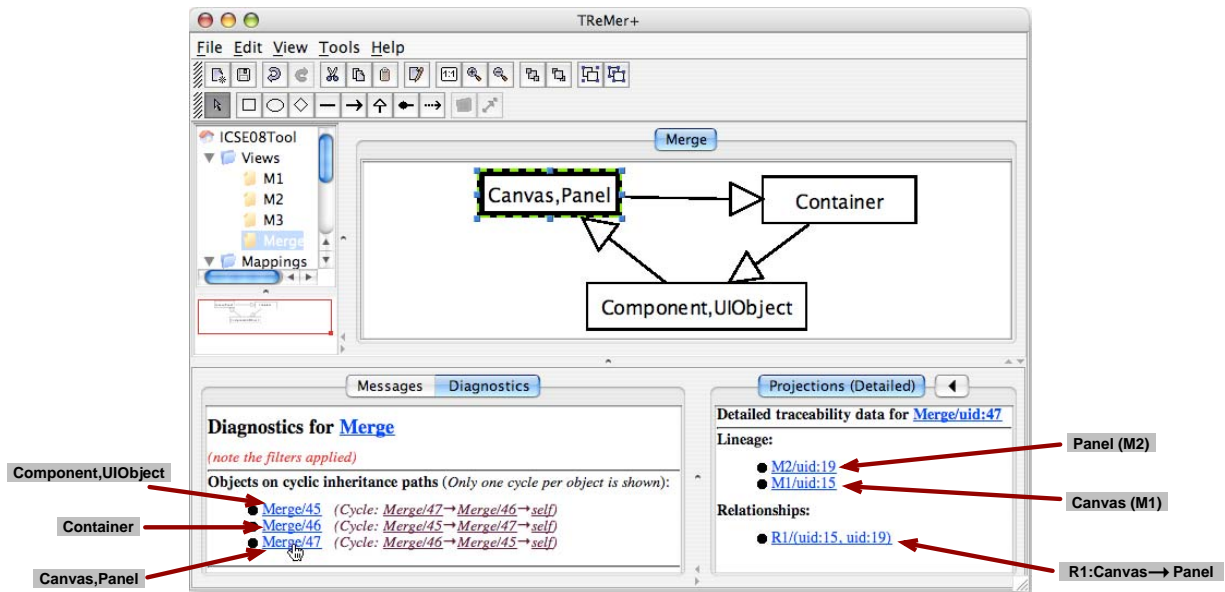 TReMer+
File Edit View Tools Help
1:1
ICSE08Tool
Views
M1
M2
M3
Merge
Mappings
Merge
Canvas,Panel
Container
Component,UIObject
Messages Diagnostics
Projections (Detailed)
Diagnostics for Merge
(note the filters applied)
Objects on cyclic inheritance paths (Only one cycle per object is shown):
Merge/45 (Cycle: Merge/47→Merge/46→self)
Merge/46 (Cycle: Merge/45→Merge/47→self)
Merge/47 (Cycle: Merge/46→Merge/45→self)
Detailed traceability data for Merge/uid:47
Lineage:
M2/uid:19
M1/uid:15
Relationships:
R1/(uid:15, uid:19)
Component,UIObject
Container
Canvas,Panel
Panel (M2)
Canvas (M1)
R1:Canvas→ Panel